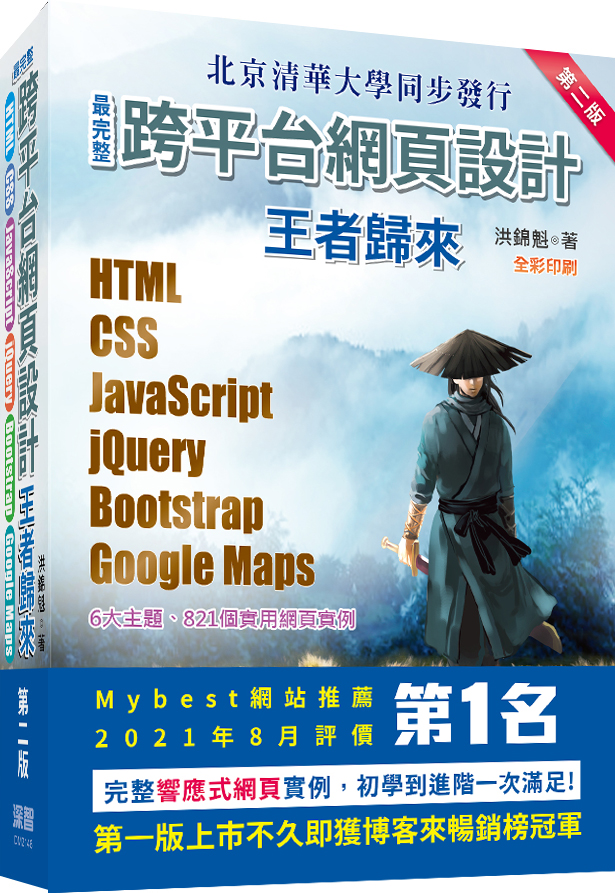 北京清華大學同步發行
第二版
最完整
跨平台網頁設計
王者歸來
洪錦魁◎著
全彩印刷
HTML
CSS
JavaScript
jQuery
Bootstrap
Google Maps
6大主題、821個實用網頁實例
Mybest網站推薦
2021年8月評價
第1名
完整響應式網頁實例，初學到進階一次滿足!
第一版上市不久即獲博客來暢銷榜冠軍
最完整
跨平台網頁設計
HTML CSS JavaScript jQuery Bootstrap Google Maps
王者歸來
洪錦魁◎著
第二版
深智